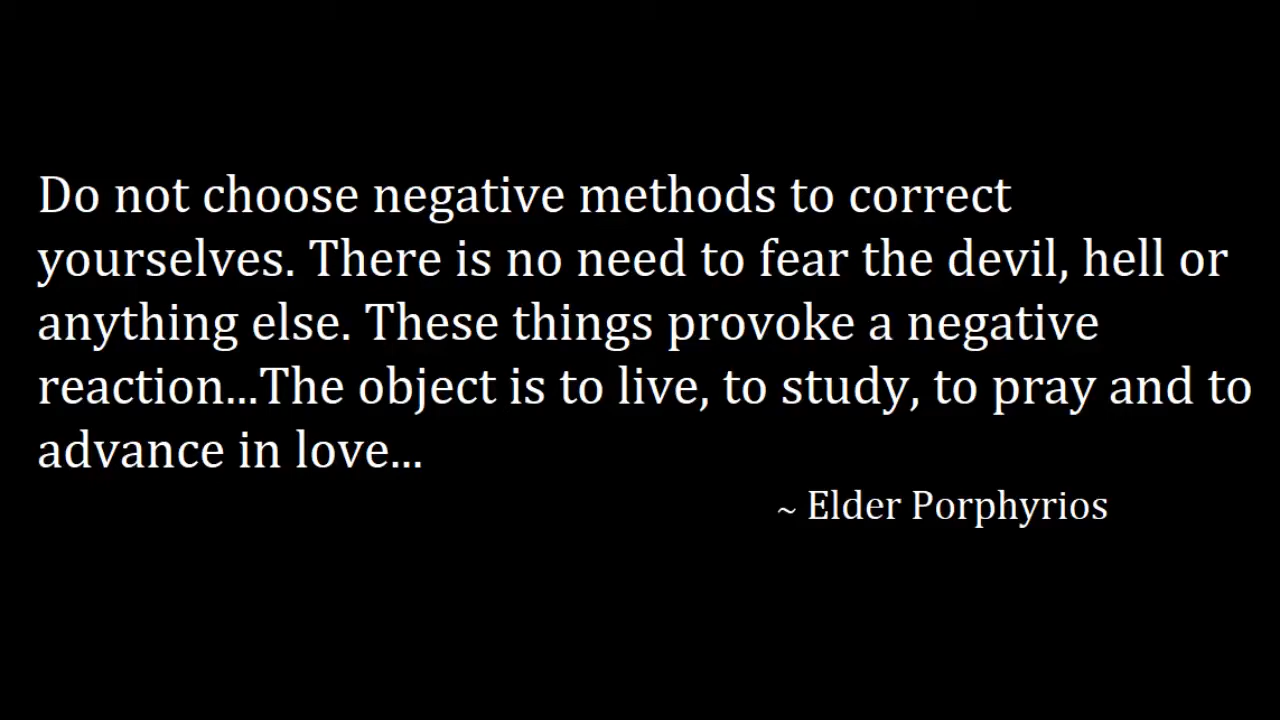 Do not choose negative methods to correct
yourselves. There is no need to fear the devil, hell or
anything else. These things provoke a negative
reaction...The object is to live, to study, to pray and to
advance in love...
~ Elder Porphyrios